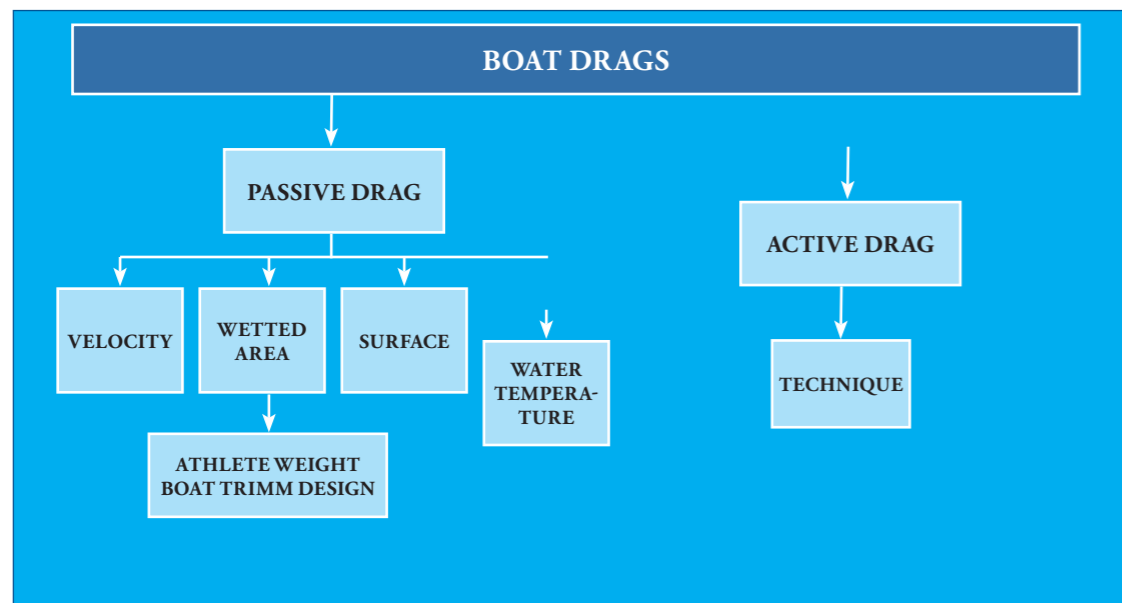 BOAT DRAGS
PASSIVE DRAG
ACTIVE DRAG
VELOCITY
WETTED
AREA
SURFACE
WATER
TEMPERA-
TURE
TECHNIQUE
ATHLETE WEIGHT
BOAT TRIMM DESIGN